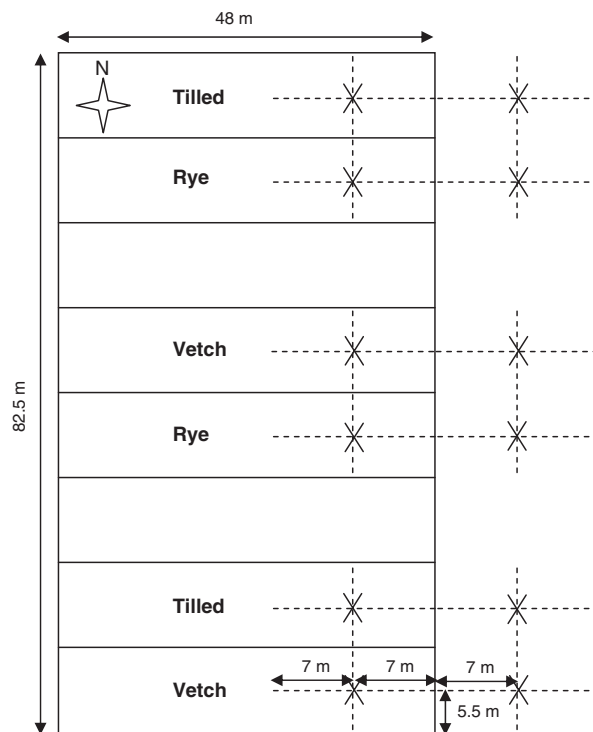 48 m
N
Tilled
Rye
Vetch
82.5 m
Rye
Tilled
7 m 7 m 7 m
Vetch
5.5 m